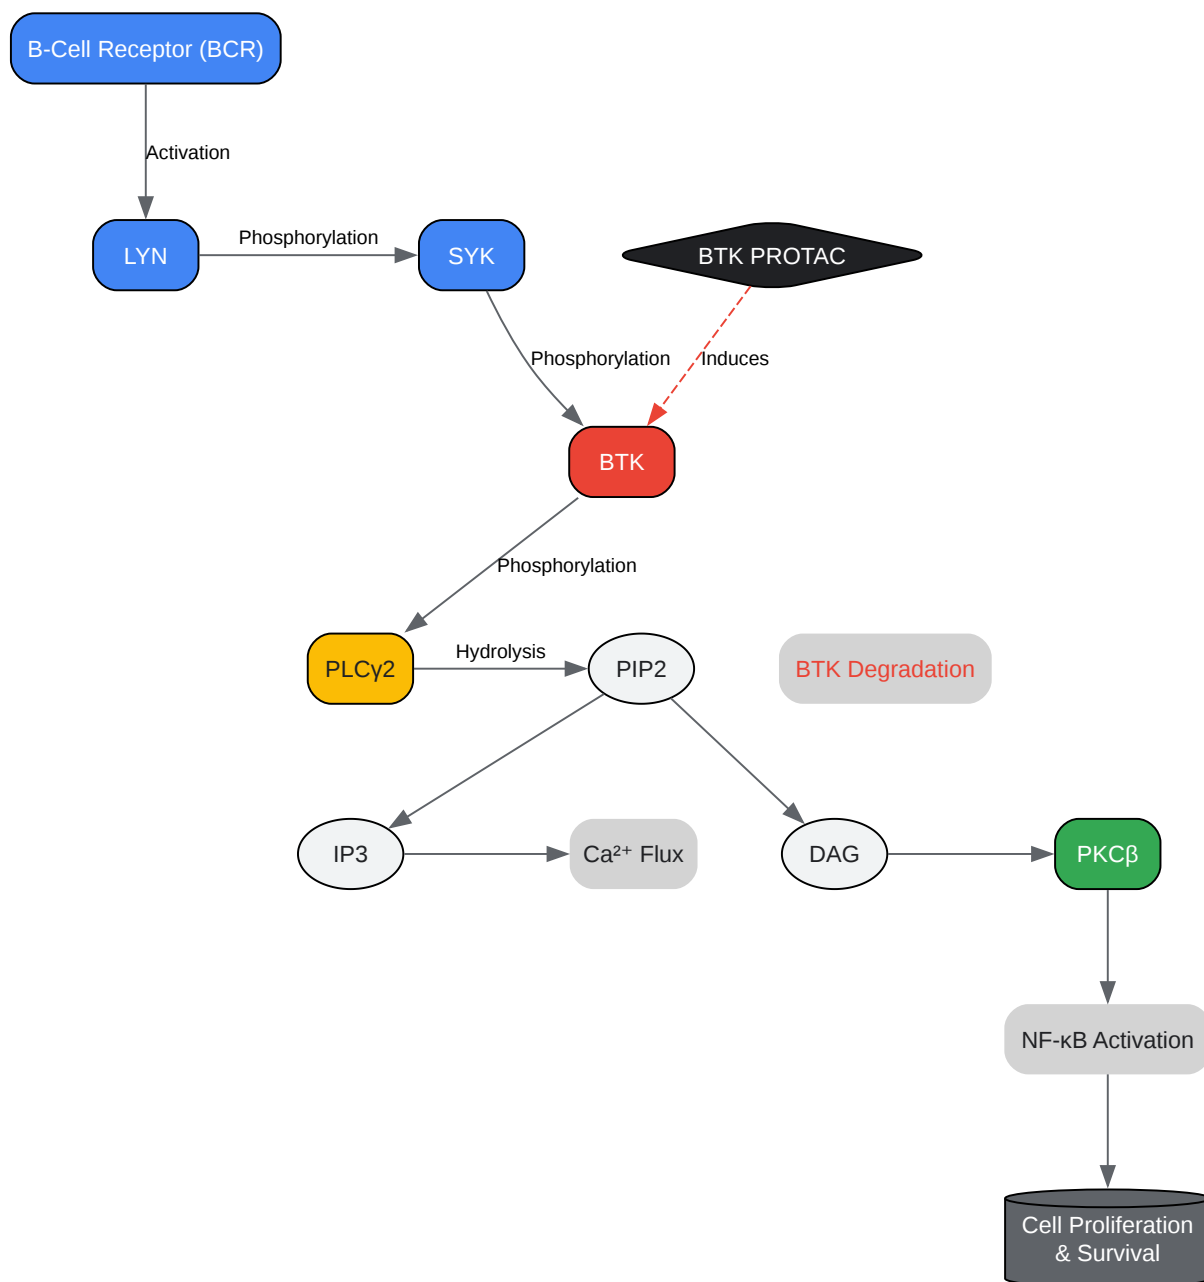 B-Cell Receptor (BCR)
Activation
LYN
Phosphorylation
SYK
BTK PROTAC
Phosphorylation
Induces
BTK
Phosphorylation
PLCγ2
Hydrolysis
PIP2
BTK Degradation
IP3
Ca²⁺ Flux
DAG
PKCβ
NF-κB Activation
Cell Proliferation
& Survival